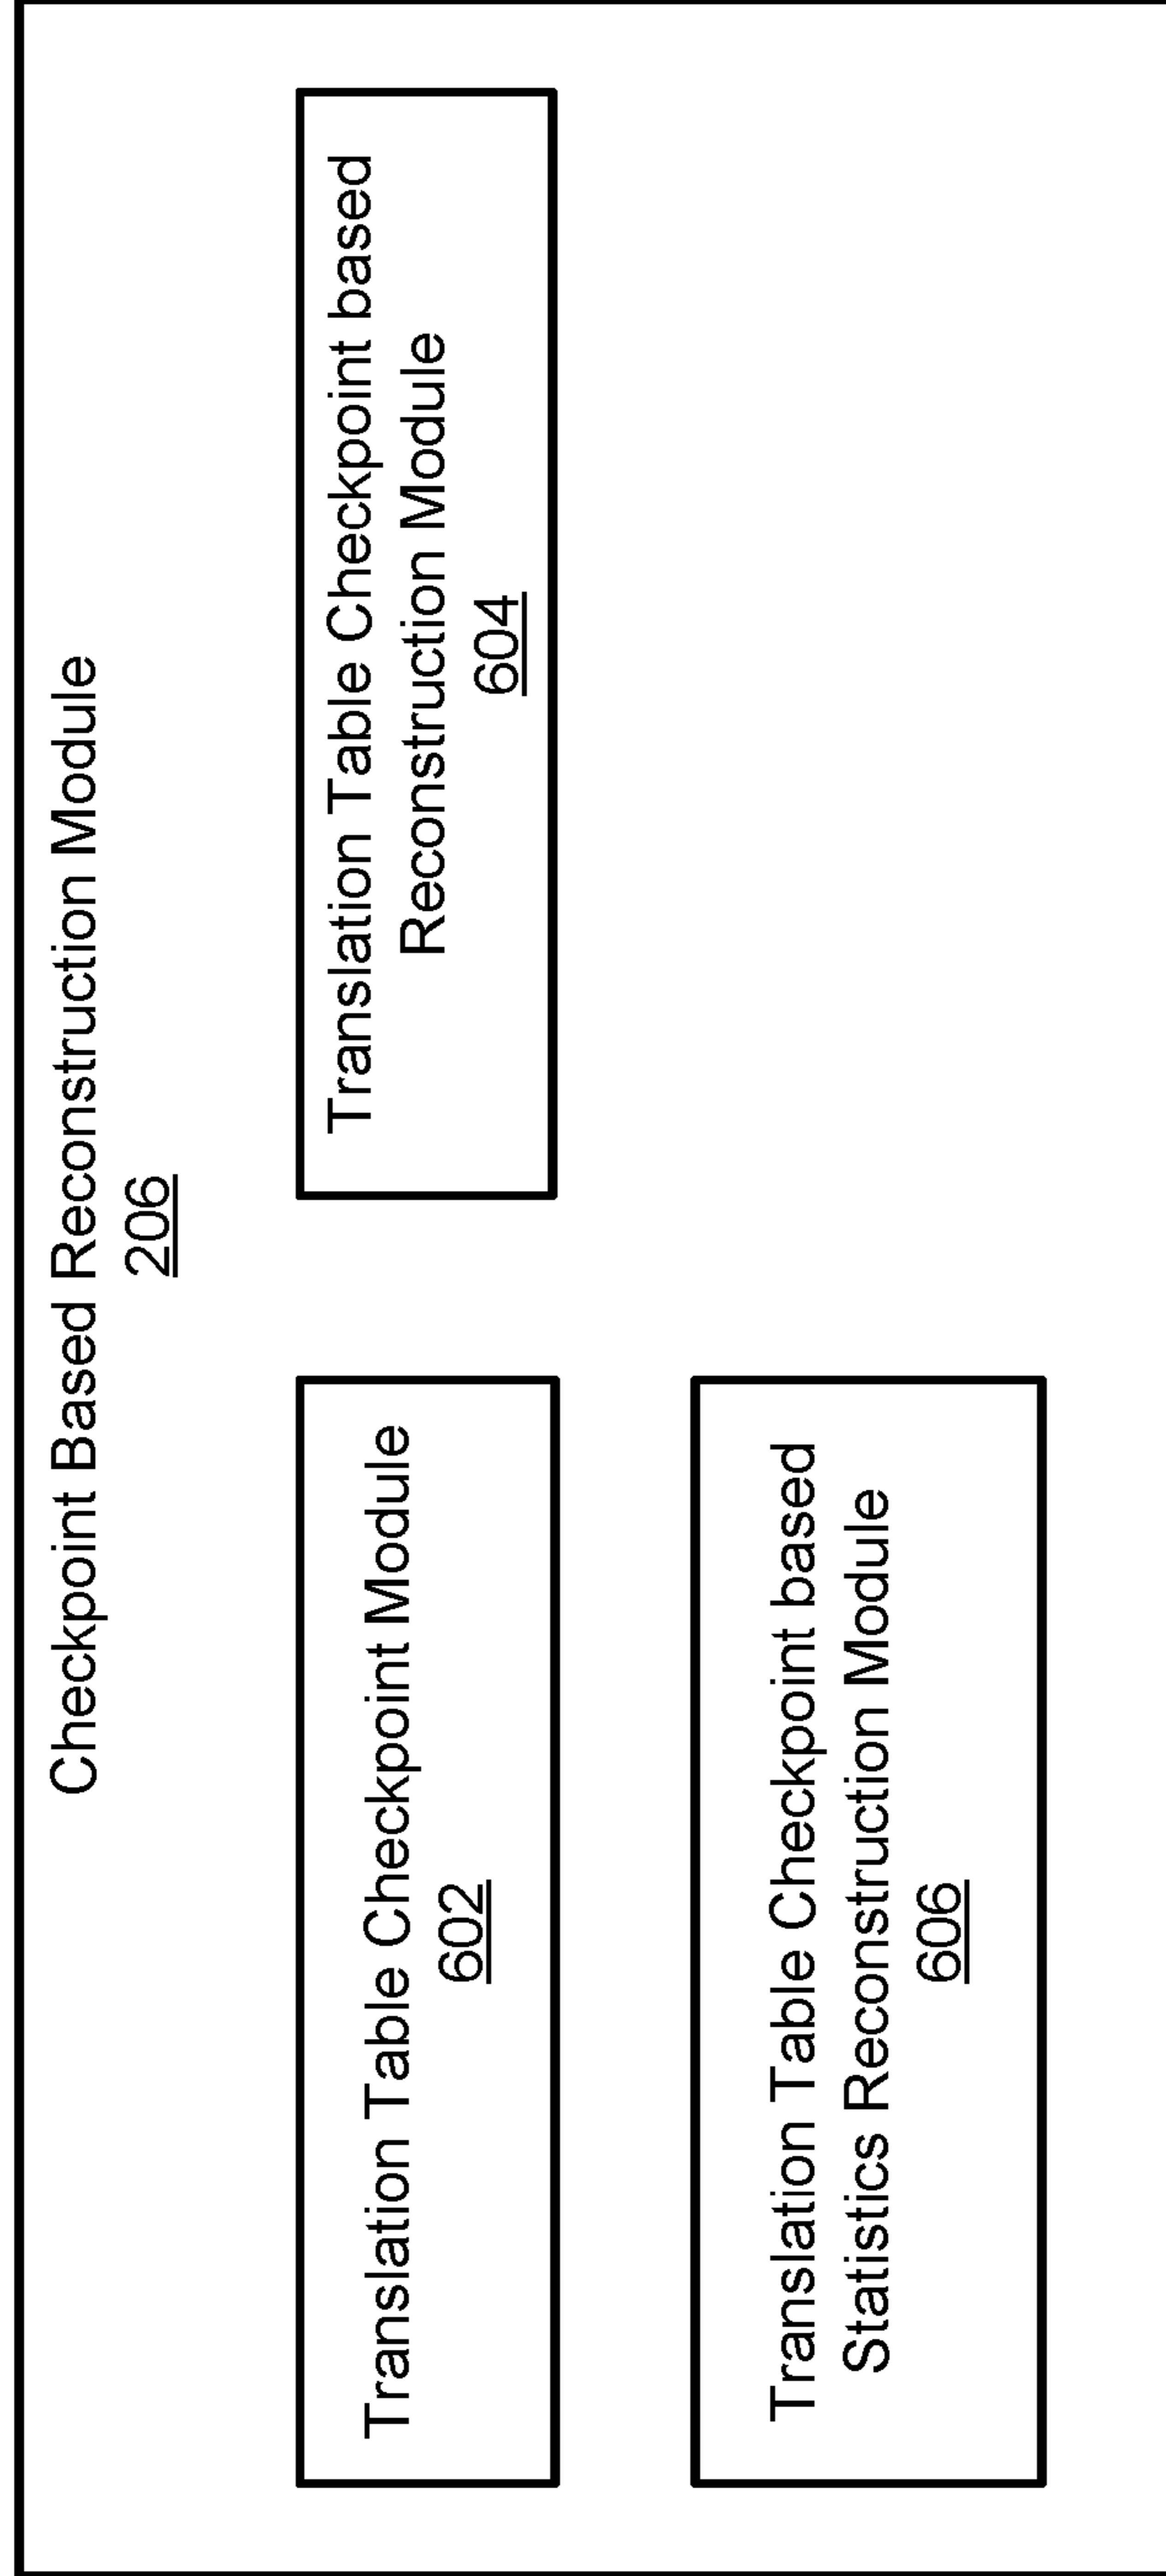 Checkpoint Based Reconstruction Module
206
Translation Table Checkpoint Module
602
Translation Table Checkpoint based
Reconstruction Module
604
Translation Table Checkpoint based
Statistics Reconstruction Module
606